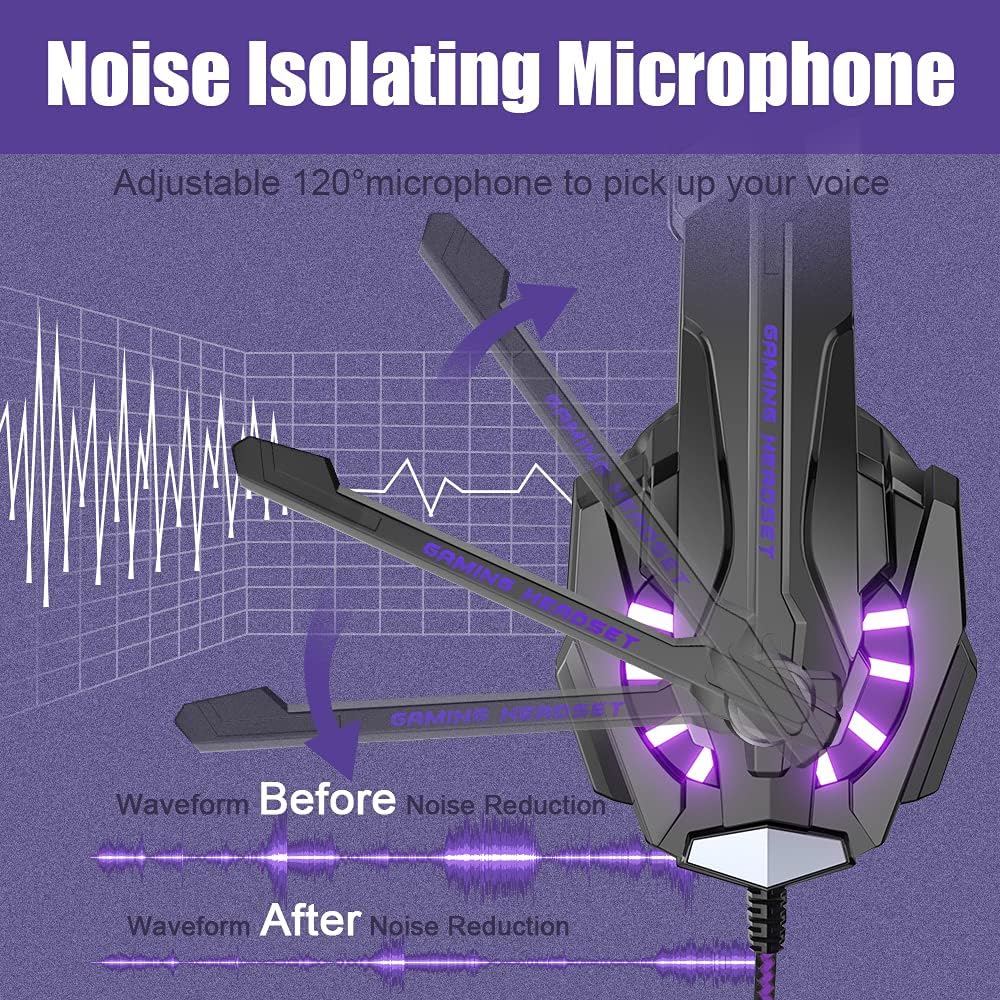 Noise Isolating Microphone
Adjustable 120°microphone to pick up your voice
GAMING HEADSET
GAMING HEADSET
GAMING HEADSET
GAMING HEADSET
Waveform Before Noise Reduction
Waveform After Noise Reduction